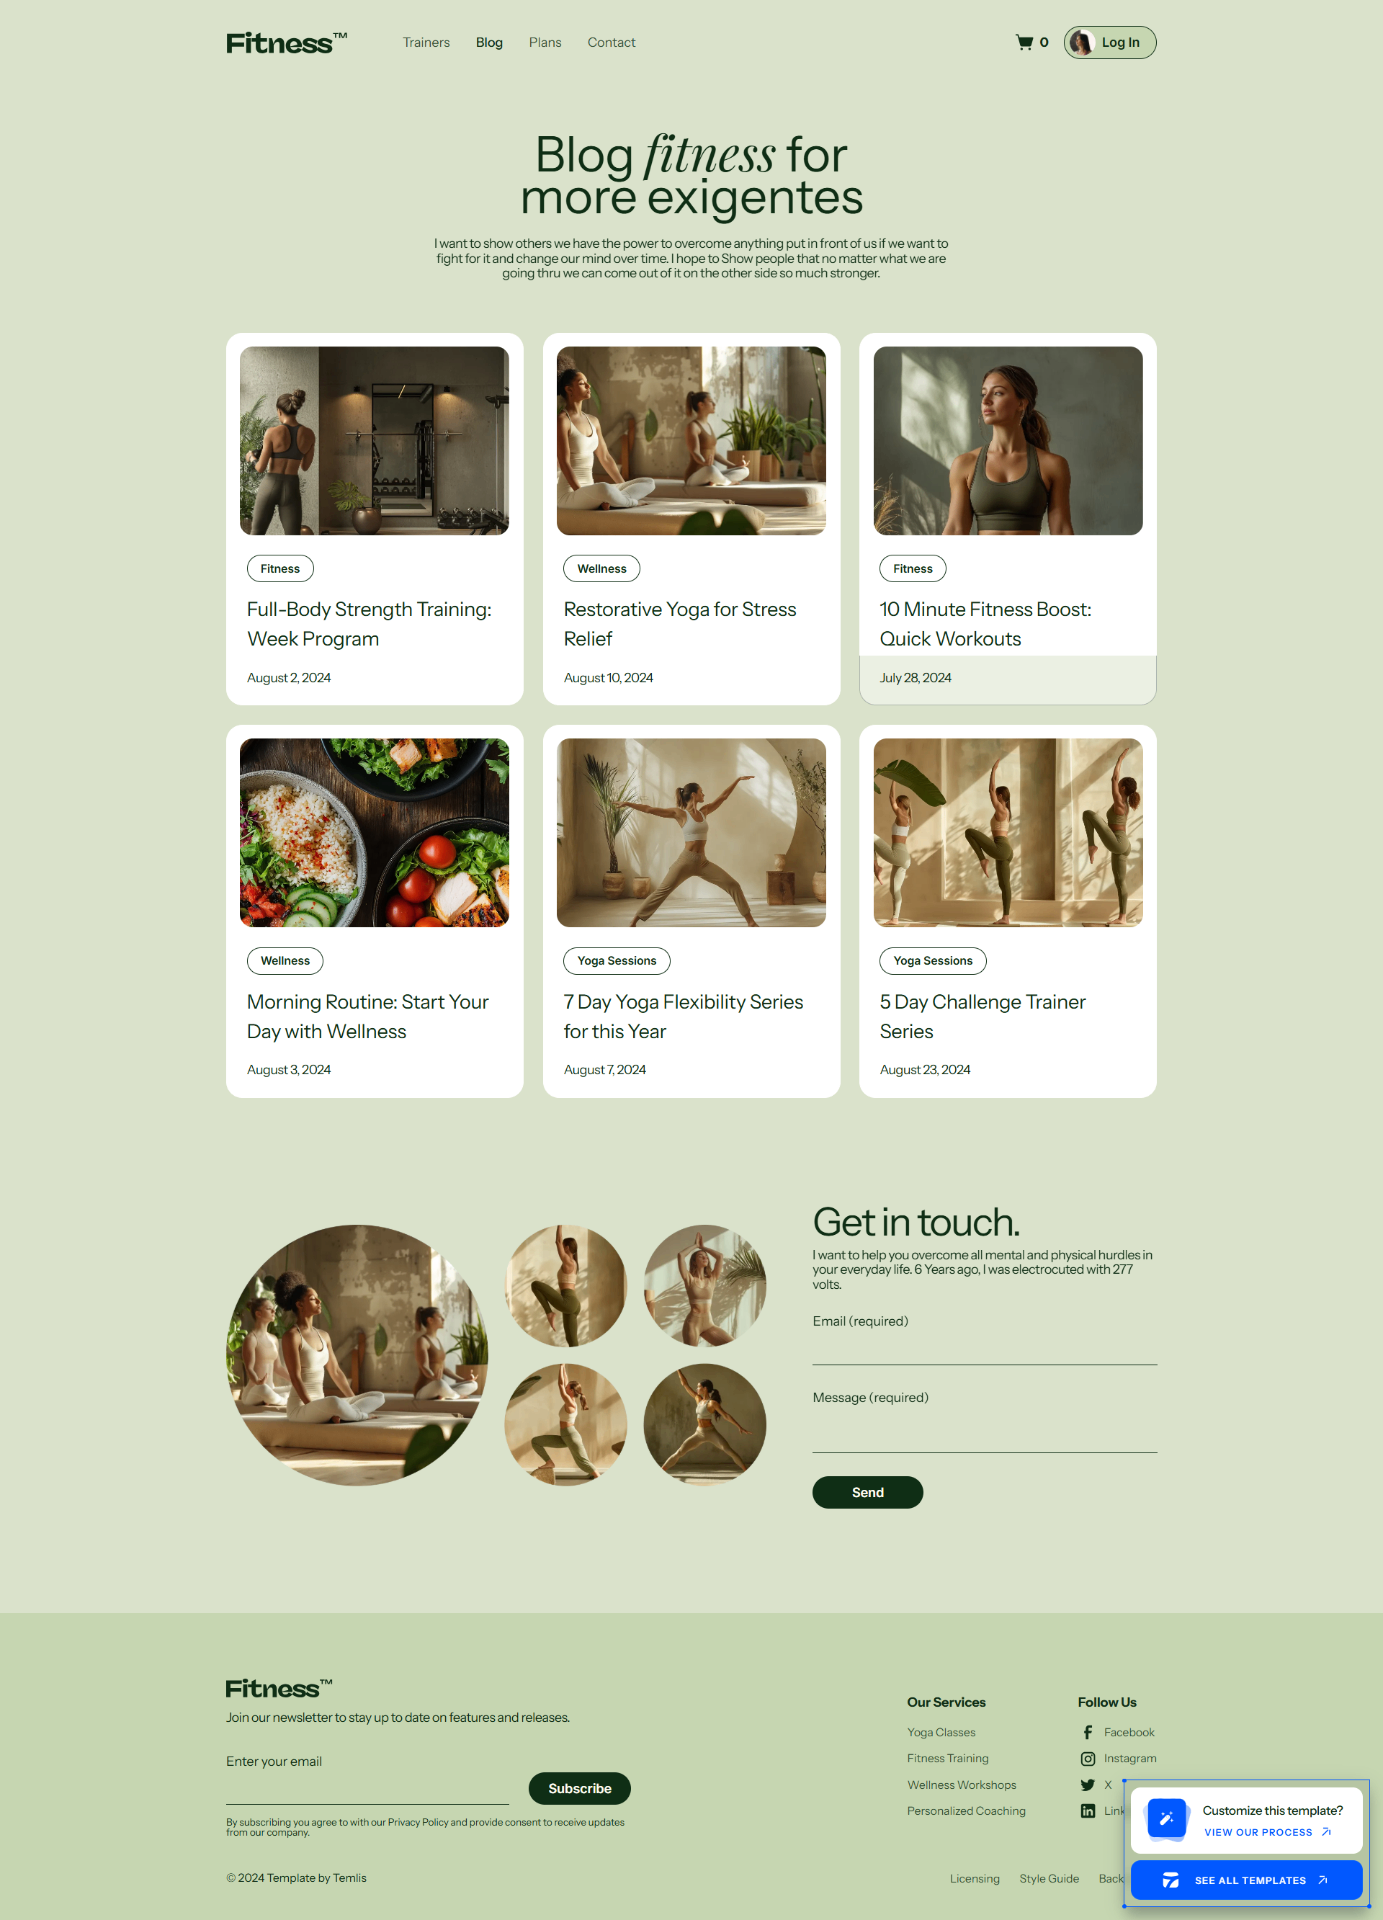 Fitness™
Trainers
Blog
Plans
Contact
0
Log In
Blog fitness for
more exigentes
I want to show others we have the power to overcome anything put in front of us if we want to
fight for it and change our mind over time. I hope to Show people that no matter what we are
going thru we can come out of it on the other side so much stronger.
Fitness
Full-Body Strength Training:
Week Program
August 2, 2024
Wellness
Restorative Yoga for Stress
Relief
August 10, 2024
Fitness
10 Minute Fitness Boost:
Quick Workouts
July 28, 2024
Wellness
Morning Routine: Start Your
Day with Wellness
August 3, 2024
Yoga Sessions
7 Day Yoga Flexibility Series
for this Year
August 7, 2024
Yoga Sessions
5 Day Challenge Trainer
Series
August 23, 2024
Get in touch.
I want to help you overcome all mental and physical hurdles in
your everyday life. 6 Years ago, I was electrocuted with 277
volts.
Email (required)
Message (required)
Send
Fitness™
Join our newsletter to stay up to date on features and releases.
Enter your email
Subscribe
By subscribing you agree to with our Privacy Policy and provide consent to receive updates
from our company.
Our Services
Yoga Classes
Fitness Training
Wellness Workshops
Personalized Coaching
Follow Us
Facebook
Instagram
X
Link
© 2024 Template by Temlis
Licensing
Style Guide
Back
Customize this template?
VIEW OUR PROCESS
SEE ALL TEMPLATES